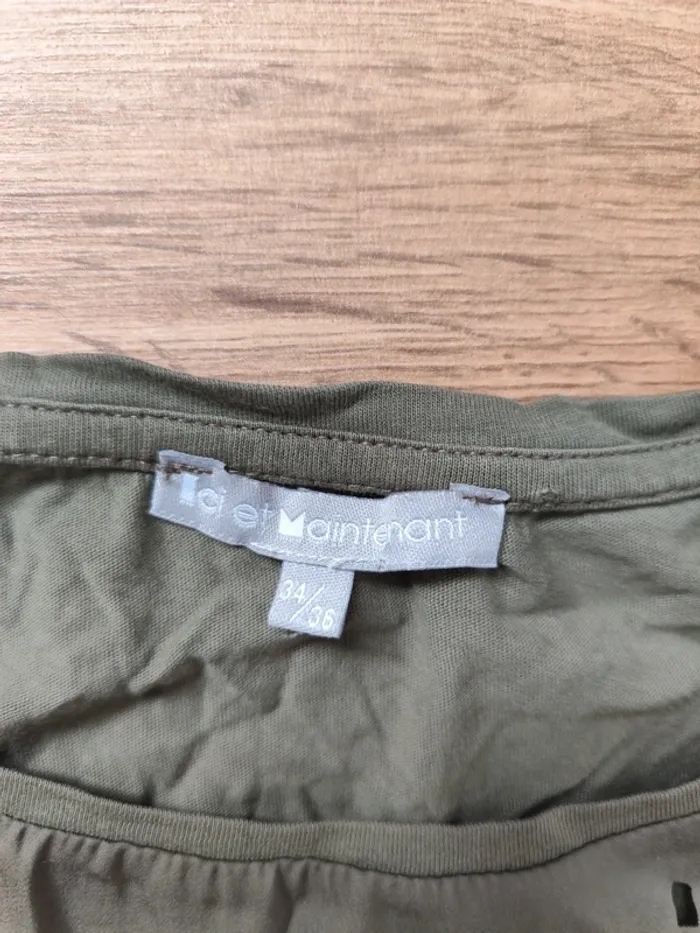 Ici et Maintenant
34/
/36